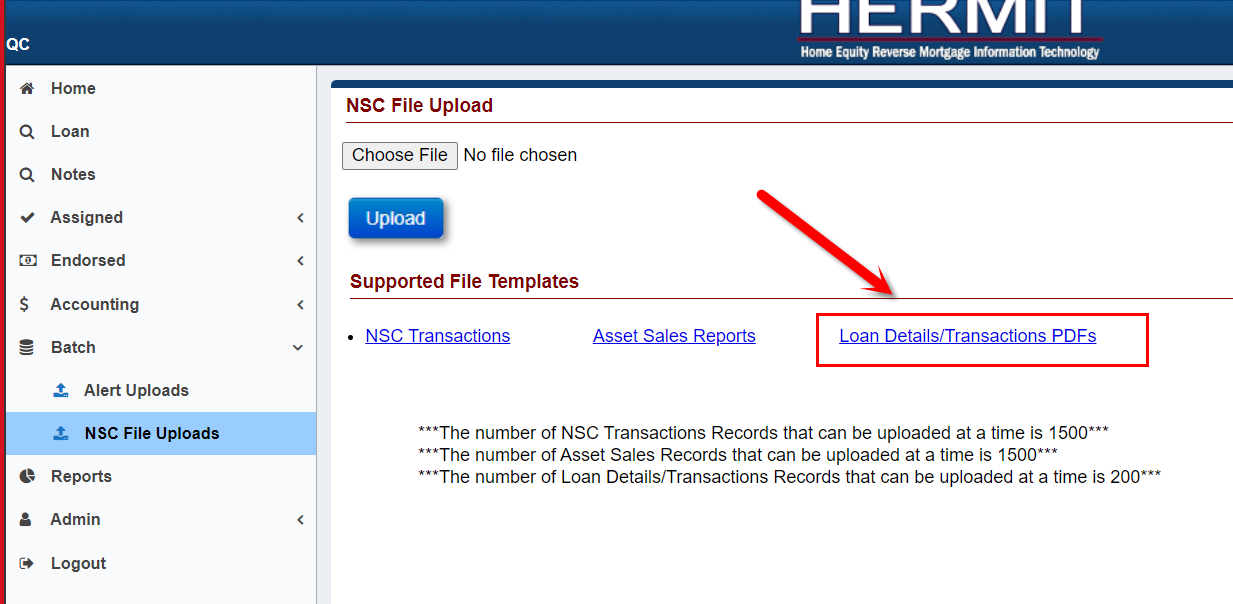 HERMIT
QC
Home Equity Reverse Mortgage Information Technology
Home
Loan
Notes
Assigned
Endorsed
Accounting
Batch
Alert Uploads
NSC File Uploads
Reports
Admin
Logout
NSC File Upload
Choose File No file chosen
Upload
Supported File Templates
• NSC Transactions Asset Sales Reports Loan Details/Transactions PDFs
***The number of NSC Transactions Records that can be uploaded at a time is 1500***
***The number of Asset Sales Records that can be uploaded at a time is 1500***
***The number of Loan Details/Transactions Records that can be uploaded at a time is 200***